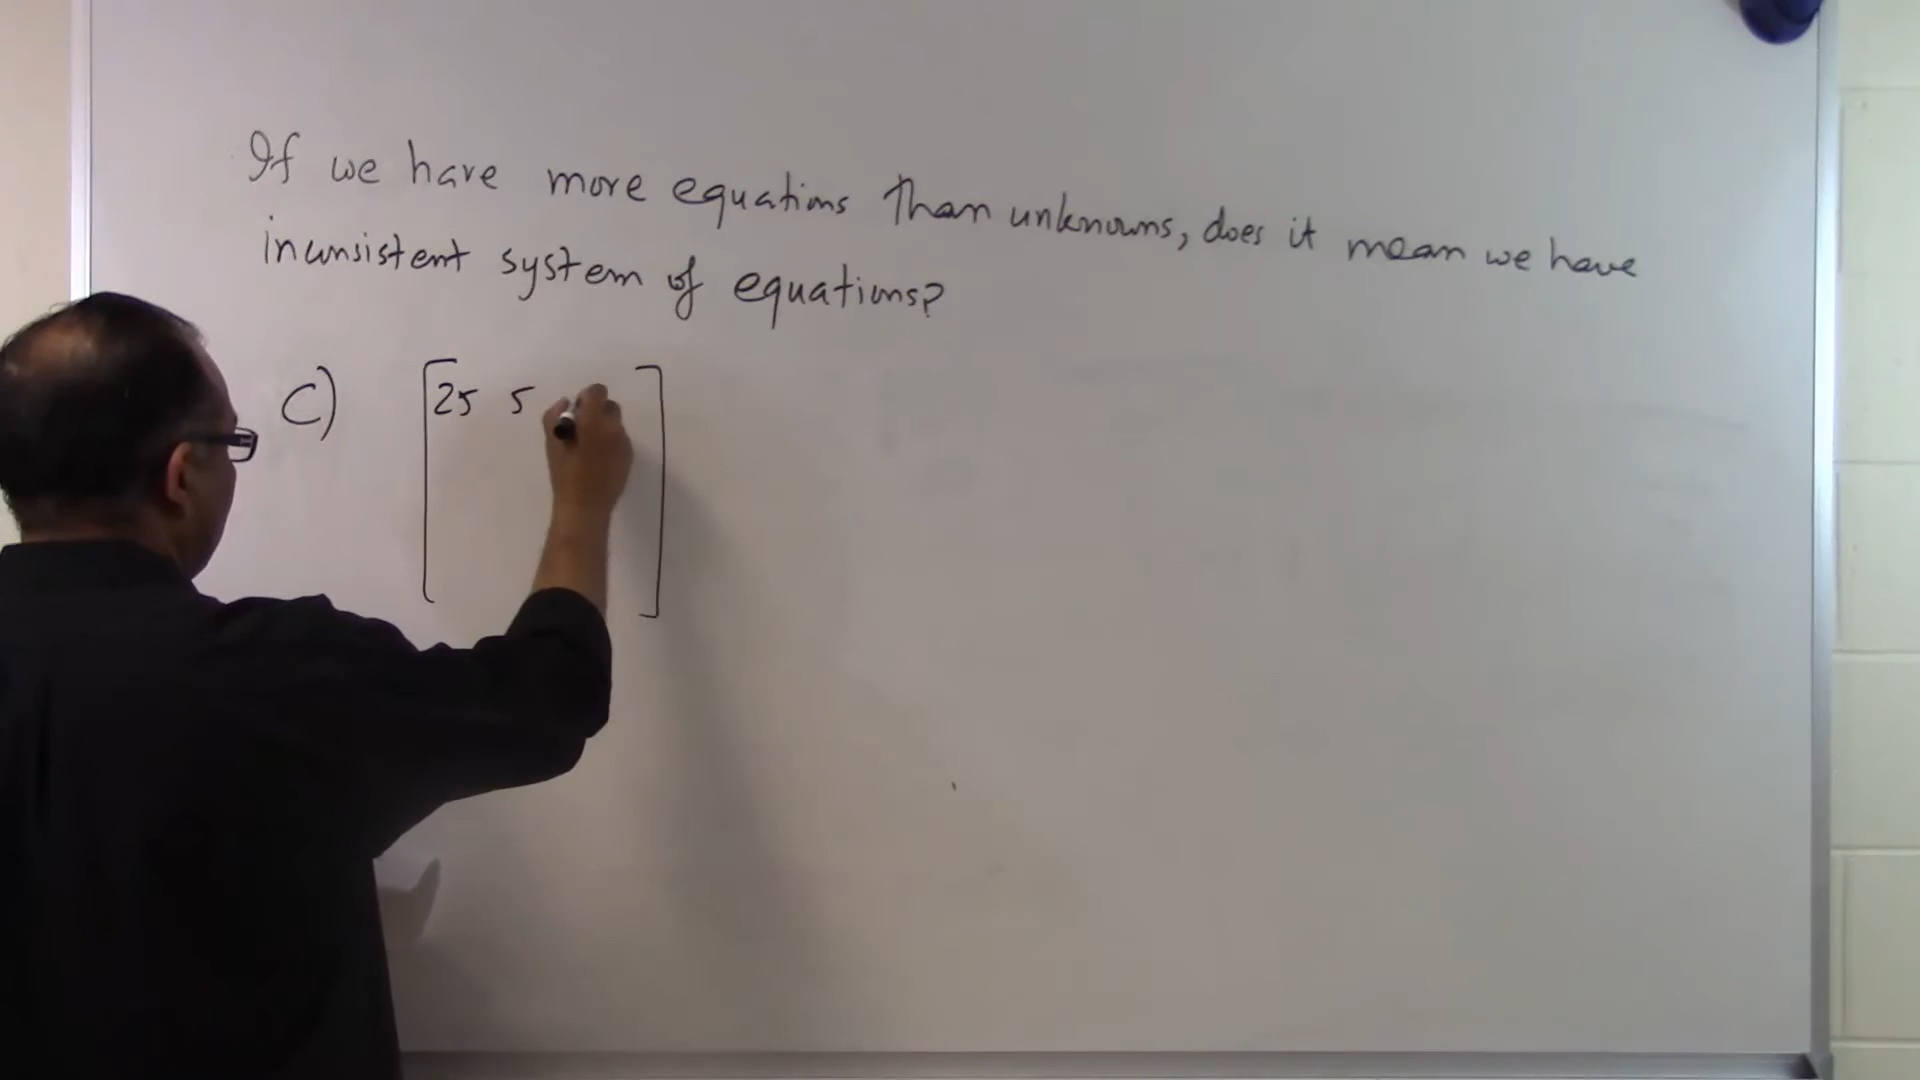 If we have more equations than unknowns, does it mean we have
inconsistent system of equations?
C) [25 5 ]